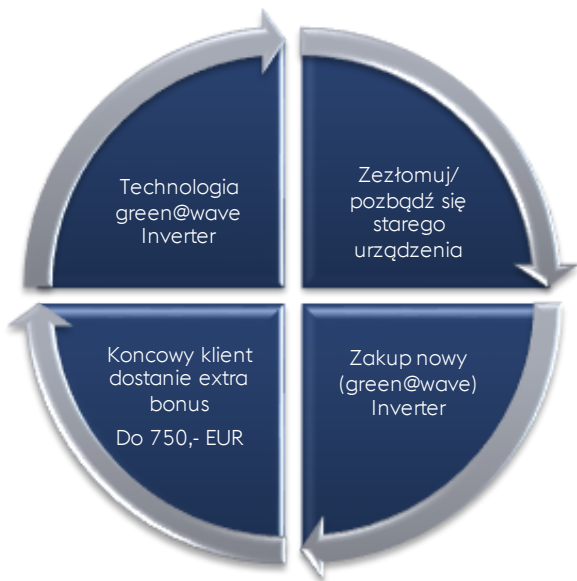 Technologia
green@wave
Inverter
Zezłomuj/
pozbądź się
starego
urządzenia
Koncowy klient
dostanie extra
bonus
Do 750,- EUR
Zakup nowy
(green@wave)
Inverter